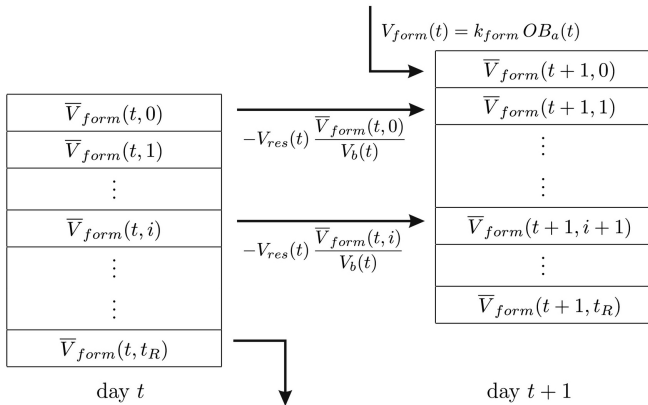 V_form(t) = k_form OB_a(t)
V̅_form(t, 0)
V̅_form(t, 1)
⋮
V̅_form(t, i)
⋮
⋮
V̅_form(t, t_R)
day t
−V_res(t) V̅_form(t, 0) / V_b(t)
−V_res(t) V̅_form(t, i) / V_b(t)
V̅_form(t + 1, 0)
V̅_form(t + 1, 1)
⋮
⋮
V̅_form(t + 1, i + 1)
⋮
V̅_form(t + 1, t_R)
day t + 1